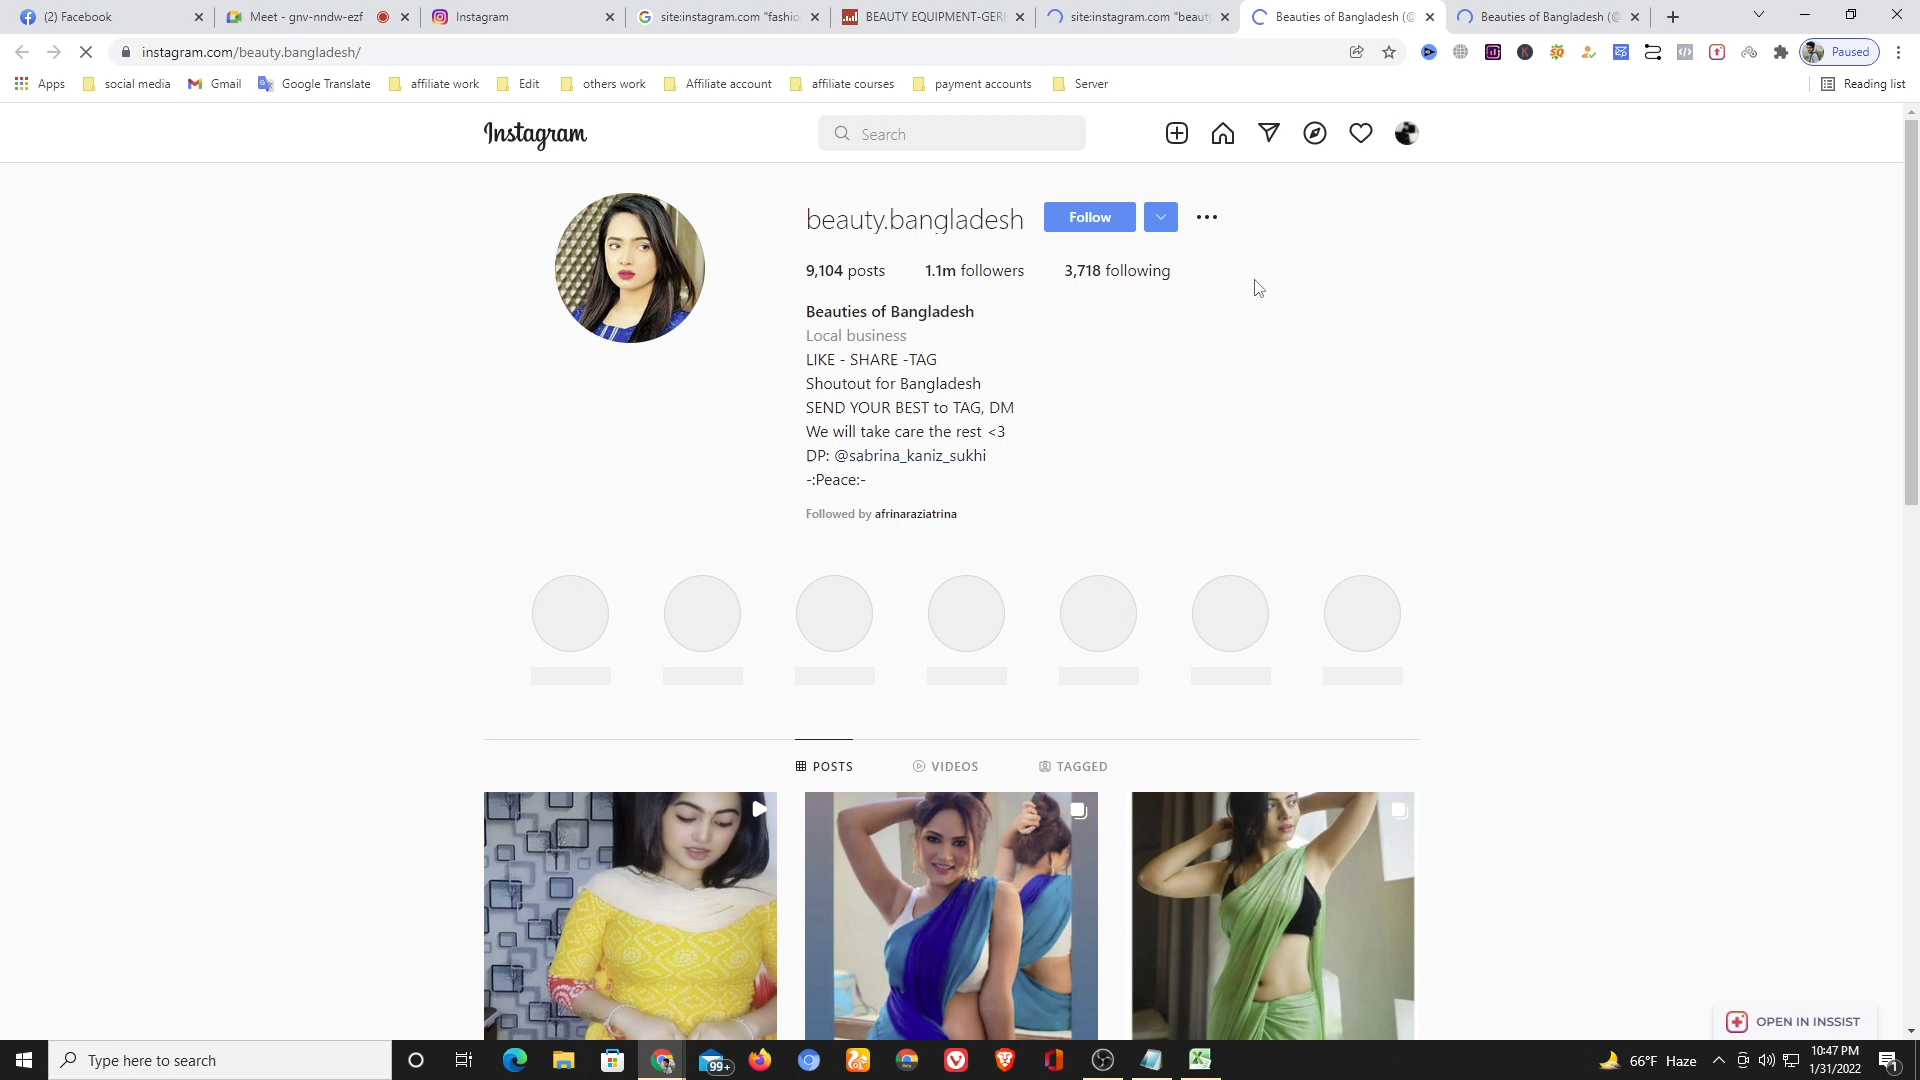 (2) Facebook
Meet - gnv-nndw-ezf
Instagram
site:instagram.com "fashio
BEAUTY EQUIPMENT-GER
site:instagram.com "beauty
Beauties of Bangladesh (@
Beauties of Bangladesh (@
instagram.com/beauty.bangladesh/
Paused
Apps
social media
Gmail
Google Translate
affiliate work
Edit
others work
Affiliate account
affiliate courses
payment accounts
Server
Reading list
Instagram
Search
beauty.bangladesh
Follow
9,104 posts 1.1m followers 3,718 following
Beauties of Bangladesh
Local business
LIKE - SHARE -TAG
Shoutout for Bangladesh
SEND YOUR BEST to TAG, DM
We will take care the rest <3
DP: @sabrina_kaniz_sukhi
-:Peace:-
Followed by afrinaraziatrina
POSTS VIDEOS TAGGED
OPEN IN INSSIST
Type here to search
99+
66°F Haze
10:47 PM
1/31/2022
1